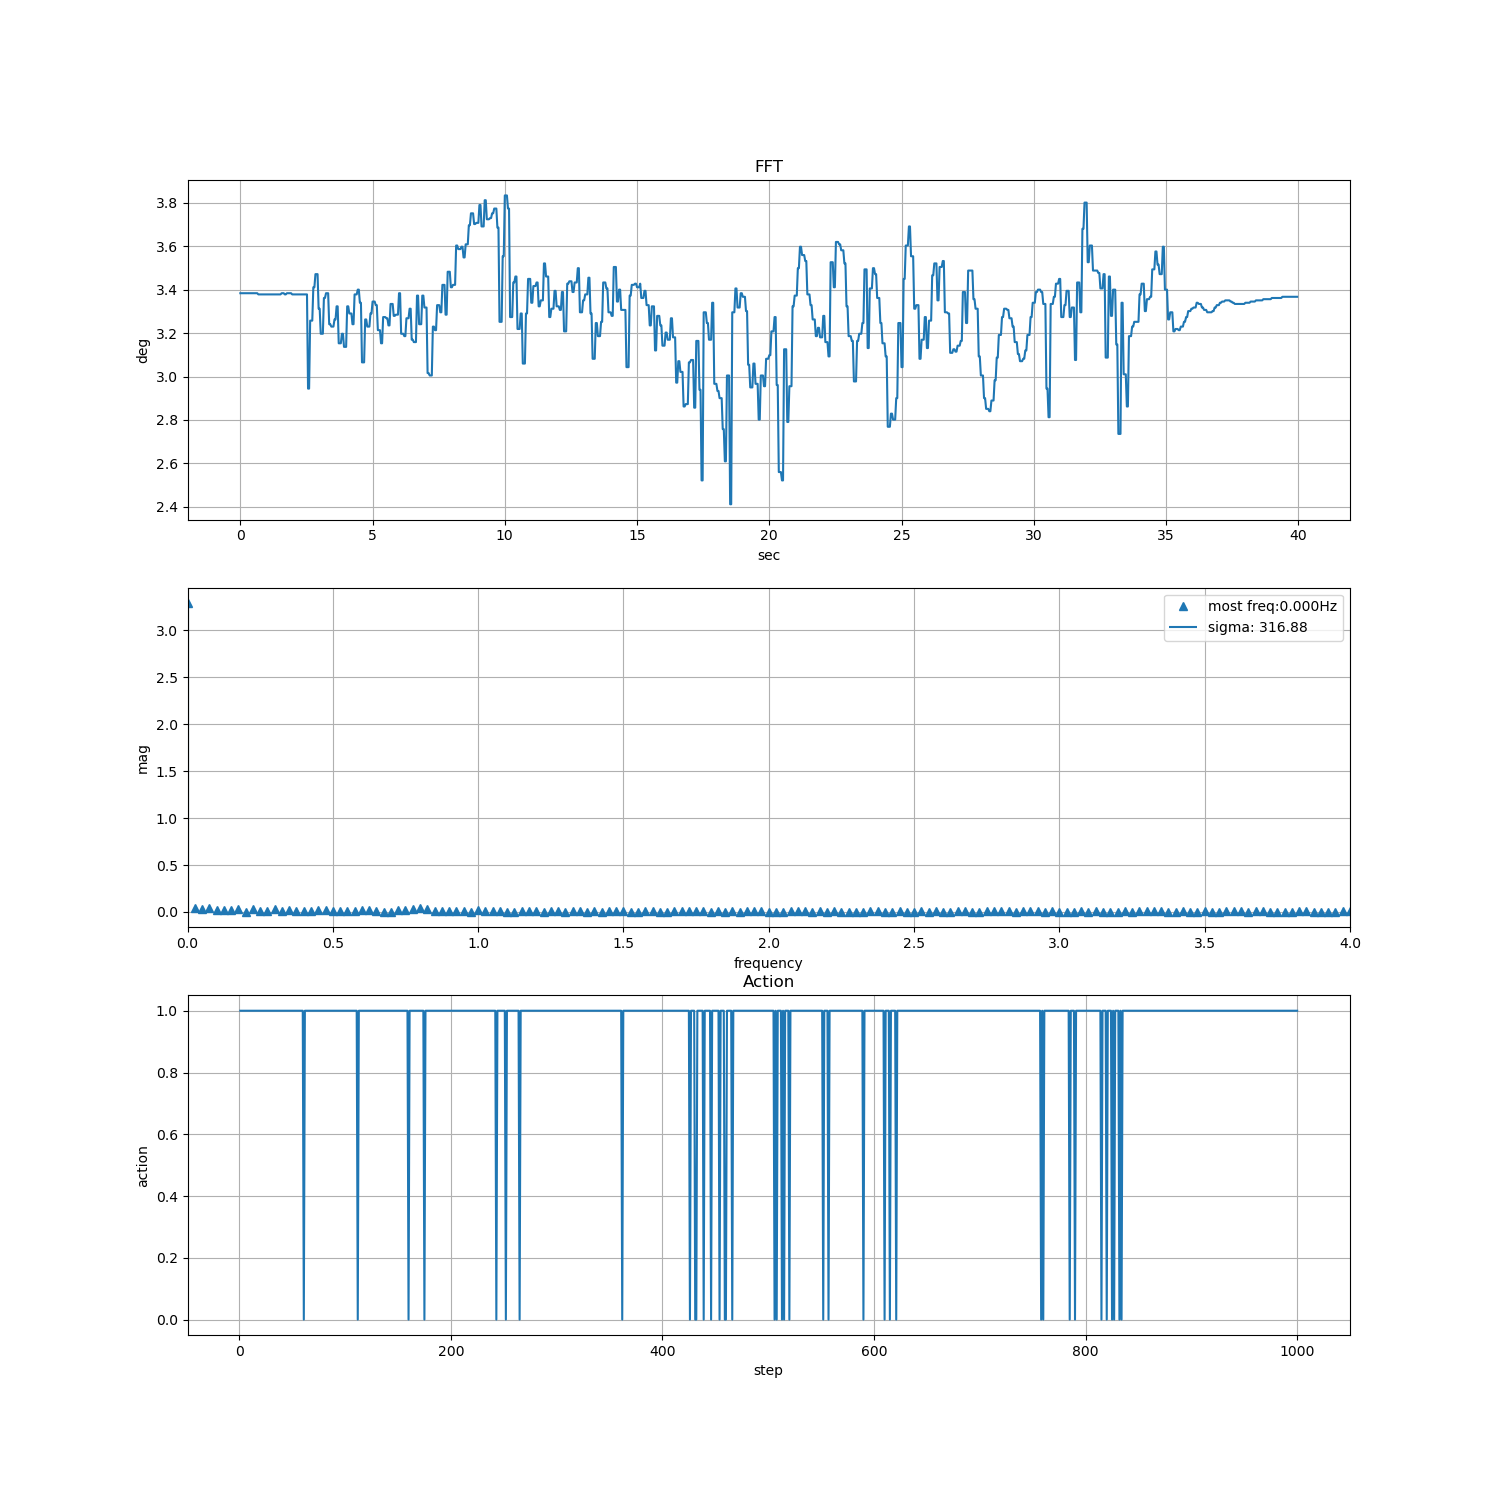 FFT
3.8
3.6
3.4
3.2
3.0
2.8
2.6
2.4
deg
0 5 10 15 20 25 30 35 40
sec
most freq:0.000Hz
sigma: 316.88
3.0
2.5
2.0
1.5
1.0
0.5
0.0
mag
0.0 0.5 1.0 1.5 2.0 2.5 3.0 3.5 4.0
frequency
Action
1.0
0.8
0.6
0.4
0.2
0.0
action
0 200 400 600 800 1000
step